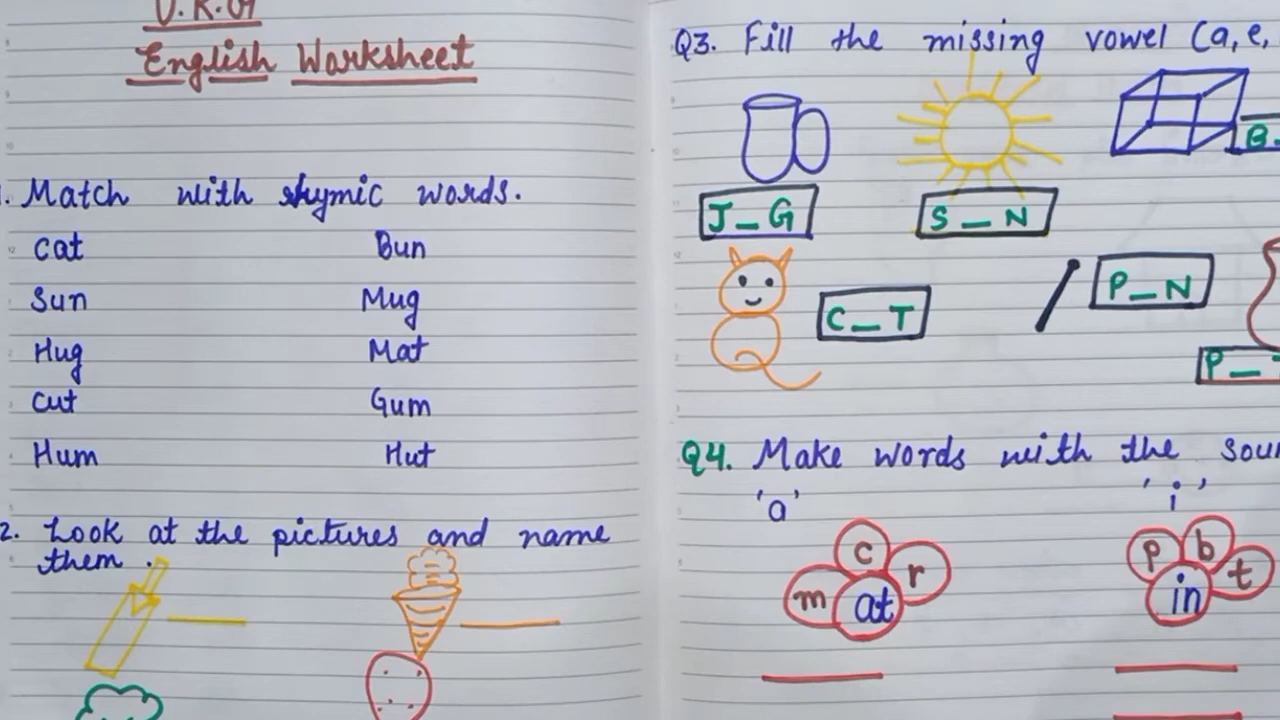 U.K.G
English Worksheet
1. Match with rhymic words.
Cat Bun
Sun Mug
Hug Mat
Cut Gum
Hum Hut
2. Look at the pictures and name
them.
Q3. Fill the missing vowel (a, e,
J_G S_N B
C_T P_N
P_
Q4. Make words with the
'a' 'i'
c p b
m r t
at in